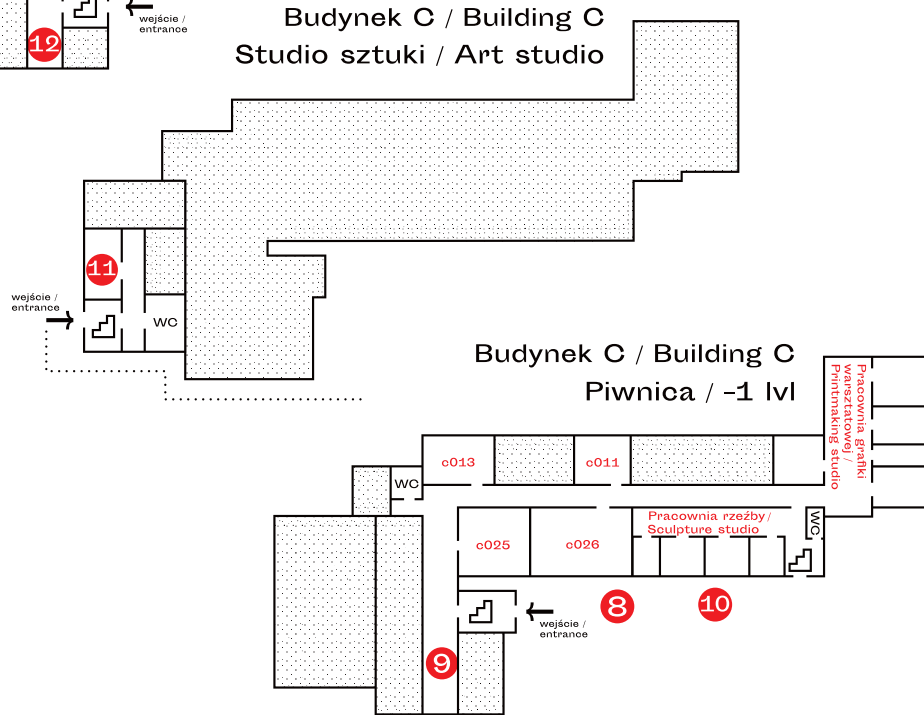 wejście /
entrance
12
Budynek C / Building C
Studio sztuki / Art studio
11
wejście /
entrance
WC
Budynek C / Building C
Piwnica / -1 lvl
Pracownia grafiki
warsztatowej /
Printmaking studio
c013
c011
WC
Pracownia rzeźby /
Sculpture studio
WC
c025
c026
8
10
wejście /
entrance
9